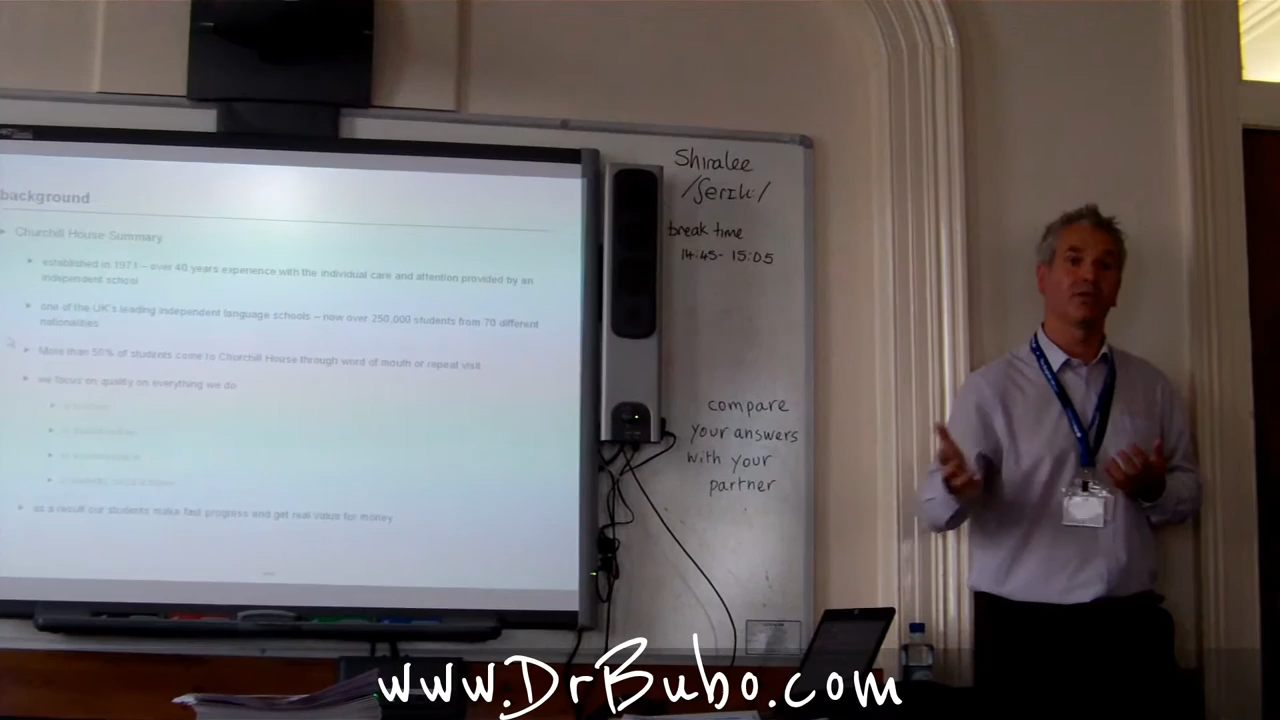 background
Churchill House Summary
established in 1971 – over 40 years experience with the individual care and attention provided by an
independent school
one of the UK's leading independent language schools – now over 250,000 students from 70 different
nationalities
More than 50% of students come to Churchill House through word of mouth or repeat visit
we focus on quality on everything we do
as a result our students make fast progress and get real value for money
Shiralee
break time
14:45- 15:05
compare
your answers
with your
partner
www.DrBubo.com